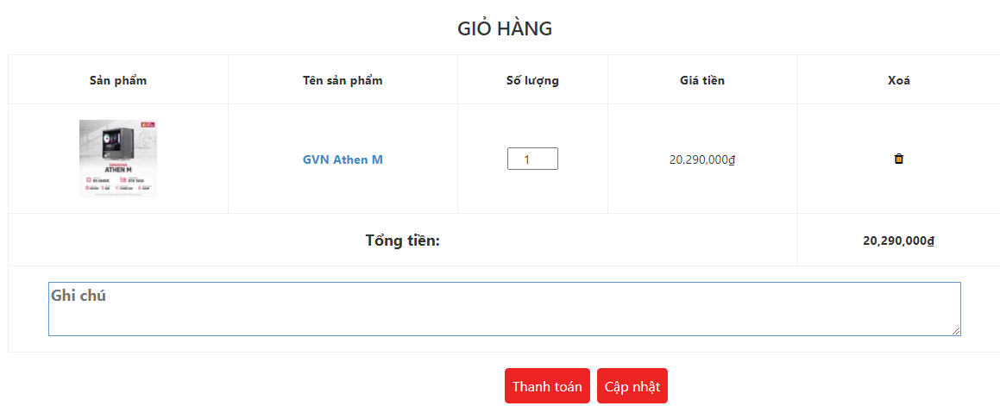 GIỎ HÀNG
Sản phẩm Tên sản phẩm Số lượng Giá tiền Xoá
ATHEN M
GVN Athen M 1 20,290,000₫
Tổng tiền: 20,290,000₫
Ghi chú
Thanh toán Cập nhật